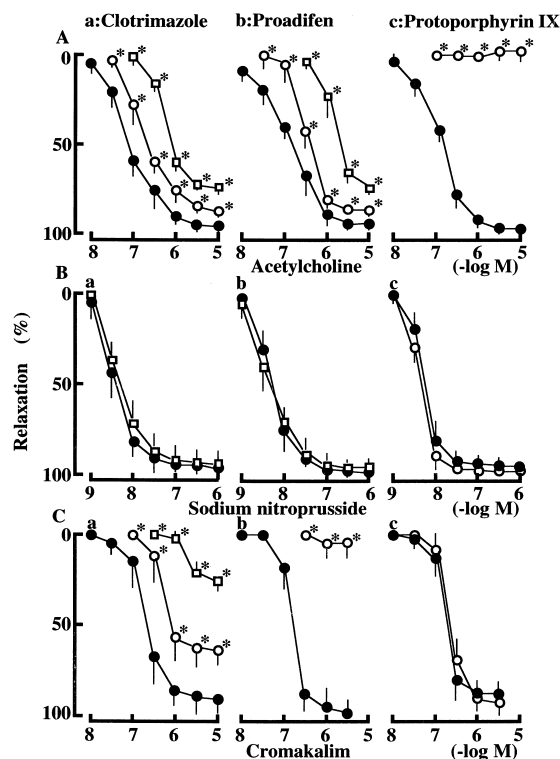 a:Clotrimazole b:Proadifen c:Protoporphyrin IX
A
0
50
100
8 7 6 5 8 7 6 5 8 7 6 5
Acetylcholine (-log M)
B a b c
0
50
100
9 8 7 6 9 8 7 6 9 8 7 6
Sodium nitroprusside (-log M)
C a b c
0
50
100
8 7 6 5 8 7 6 5 8 7 6 5
Cromakalim (-log M)
Relaxation (%)
* * * * * * * * * * *
* * * * * * * * * *
* * * * *
* * * * * * * *
* * *